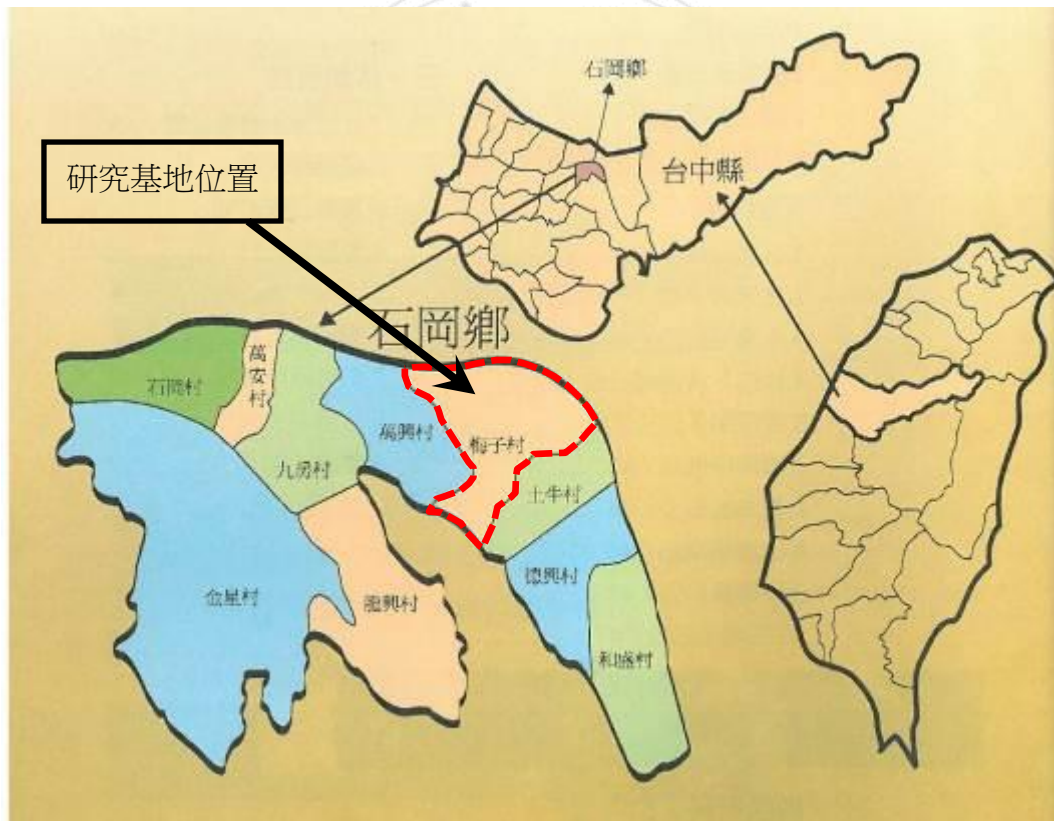 石岡鄉
台中縣
研究基地位置
石岡鄉
石岡村
萬安村
九房村
萬興村
梅子村
土牛村
德興村
金星村
龍興村
和盛村